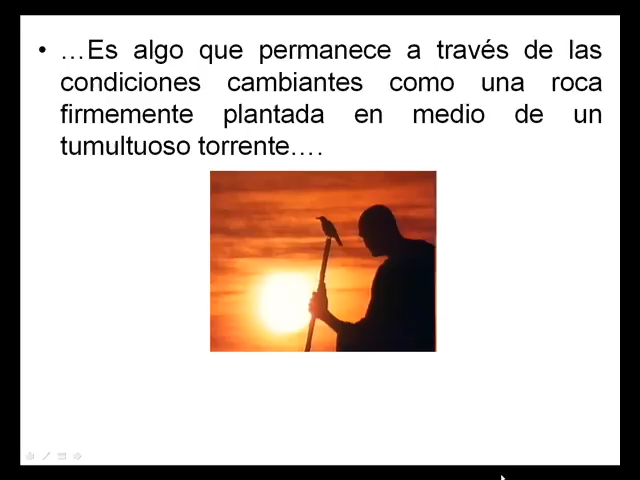 • …Es algo que permanece a través de las
condiciones cambiantes como una roca
firmemente plantada en medio de un
tumultuoso torrente….